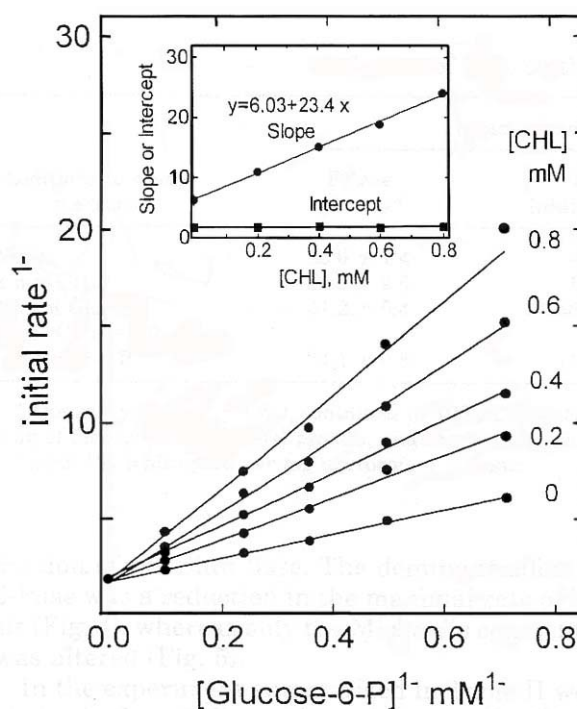 30
20
10
0
0.0 0.2 0.4 0.6 0.8
initial rate ¹⁻
[Glucose-6-P]¹⁻ mM¹⁻
[CHL]
mM
0.8
0.6
0.4
0.2
0
30
20
10
0
0.2 0.4 0.6 0.8
Slope or Intercept
[CHL], mM
y=6.03+23.4 x
Slope
Intercept